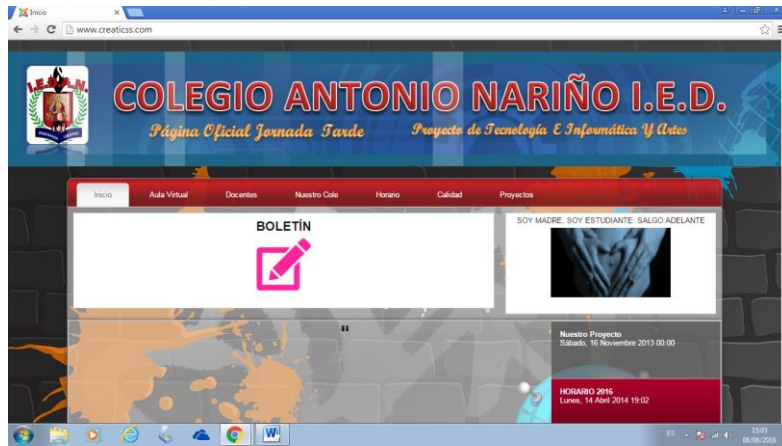 Inicio
www.creaticss.com
I.E.D.A.N.
COLEGIO ANTONIO NARIÑO I.E.D.
Página Oficial Jornada Tarde
Proyecto de Tecnología E Informática Y Artes
Inicio
Aula Virtual
Docentes
Nuestro Cole
Horario
Calidad
Proyectos
BOLETÍN
SOY MADRE, SOY ESTUDIANTE: SALGO ADELANTE
Nuestro Proyecto
Sábado, 16 Noviembre 2013 00:00
HORARIO 2016
Lunes, 14 Abril 2014 19:02
ES
23:03
08/08/2016